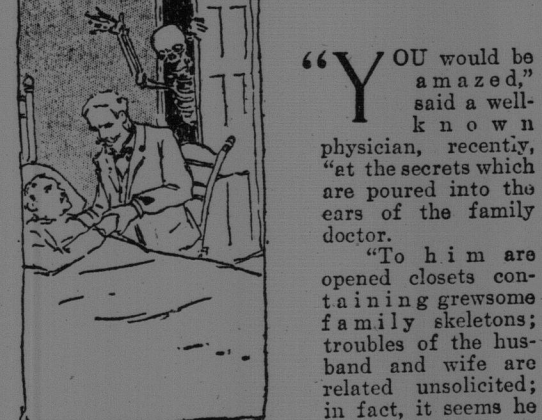 “YOU would be
amazed,”
said a well-
known
physician, recently,
“at the secrets which
are poured into the
ears of the family
doctor.
“To him are
opened closets con-
taining grewsome
family skeletons;
troubles of the hus-
band and wife are
related unsolicited;
in fact, it seems he